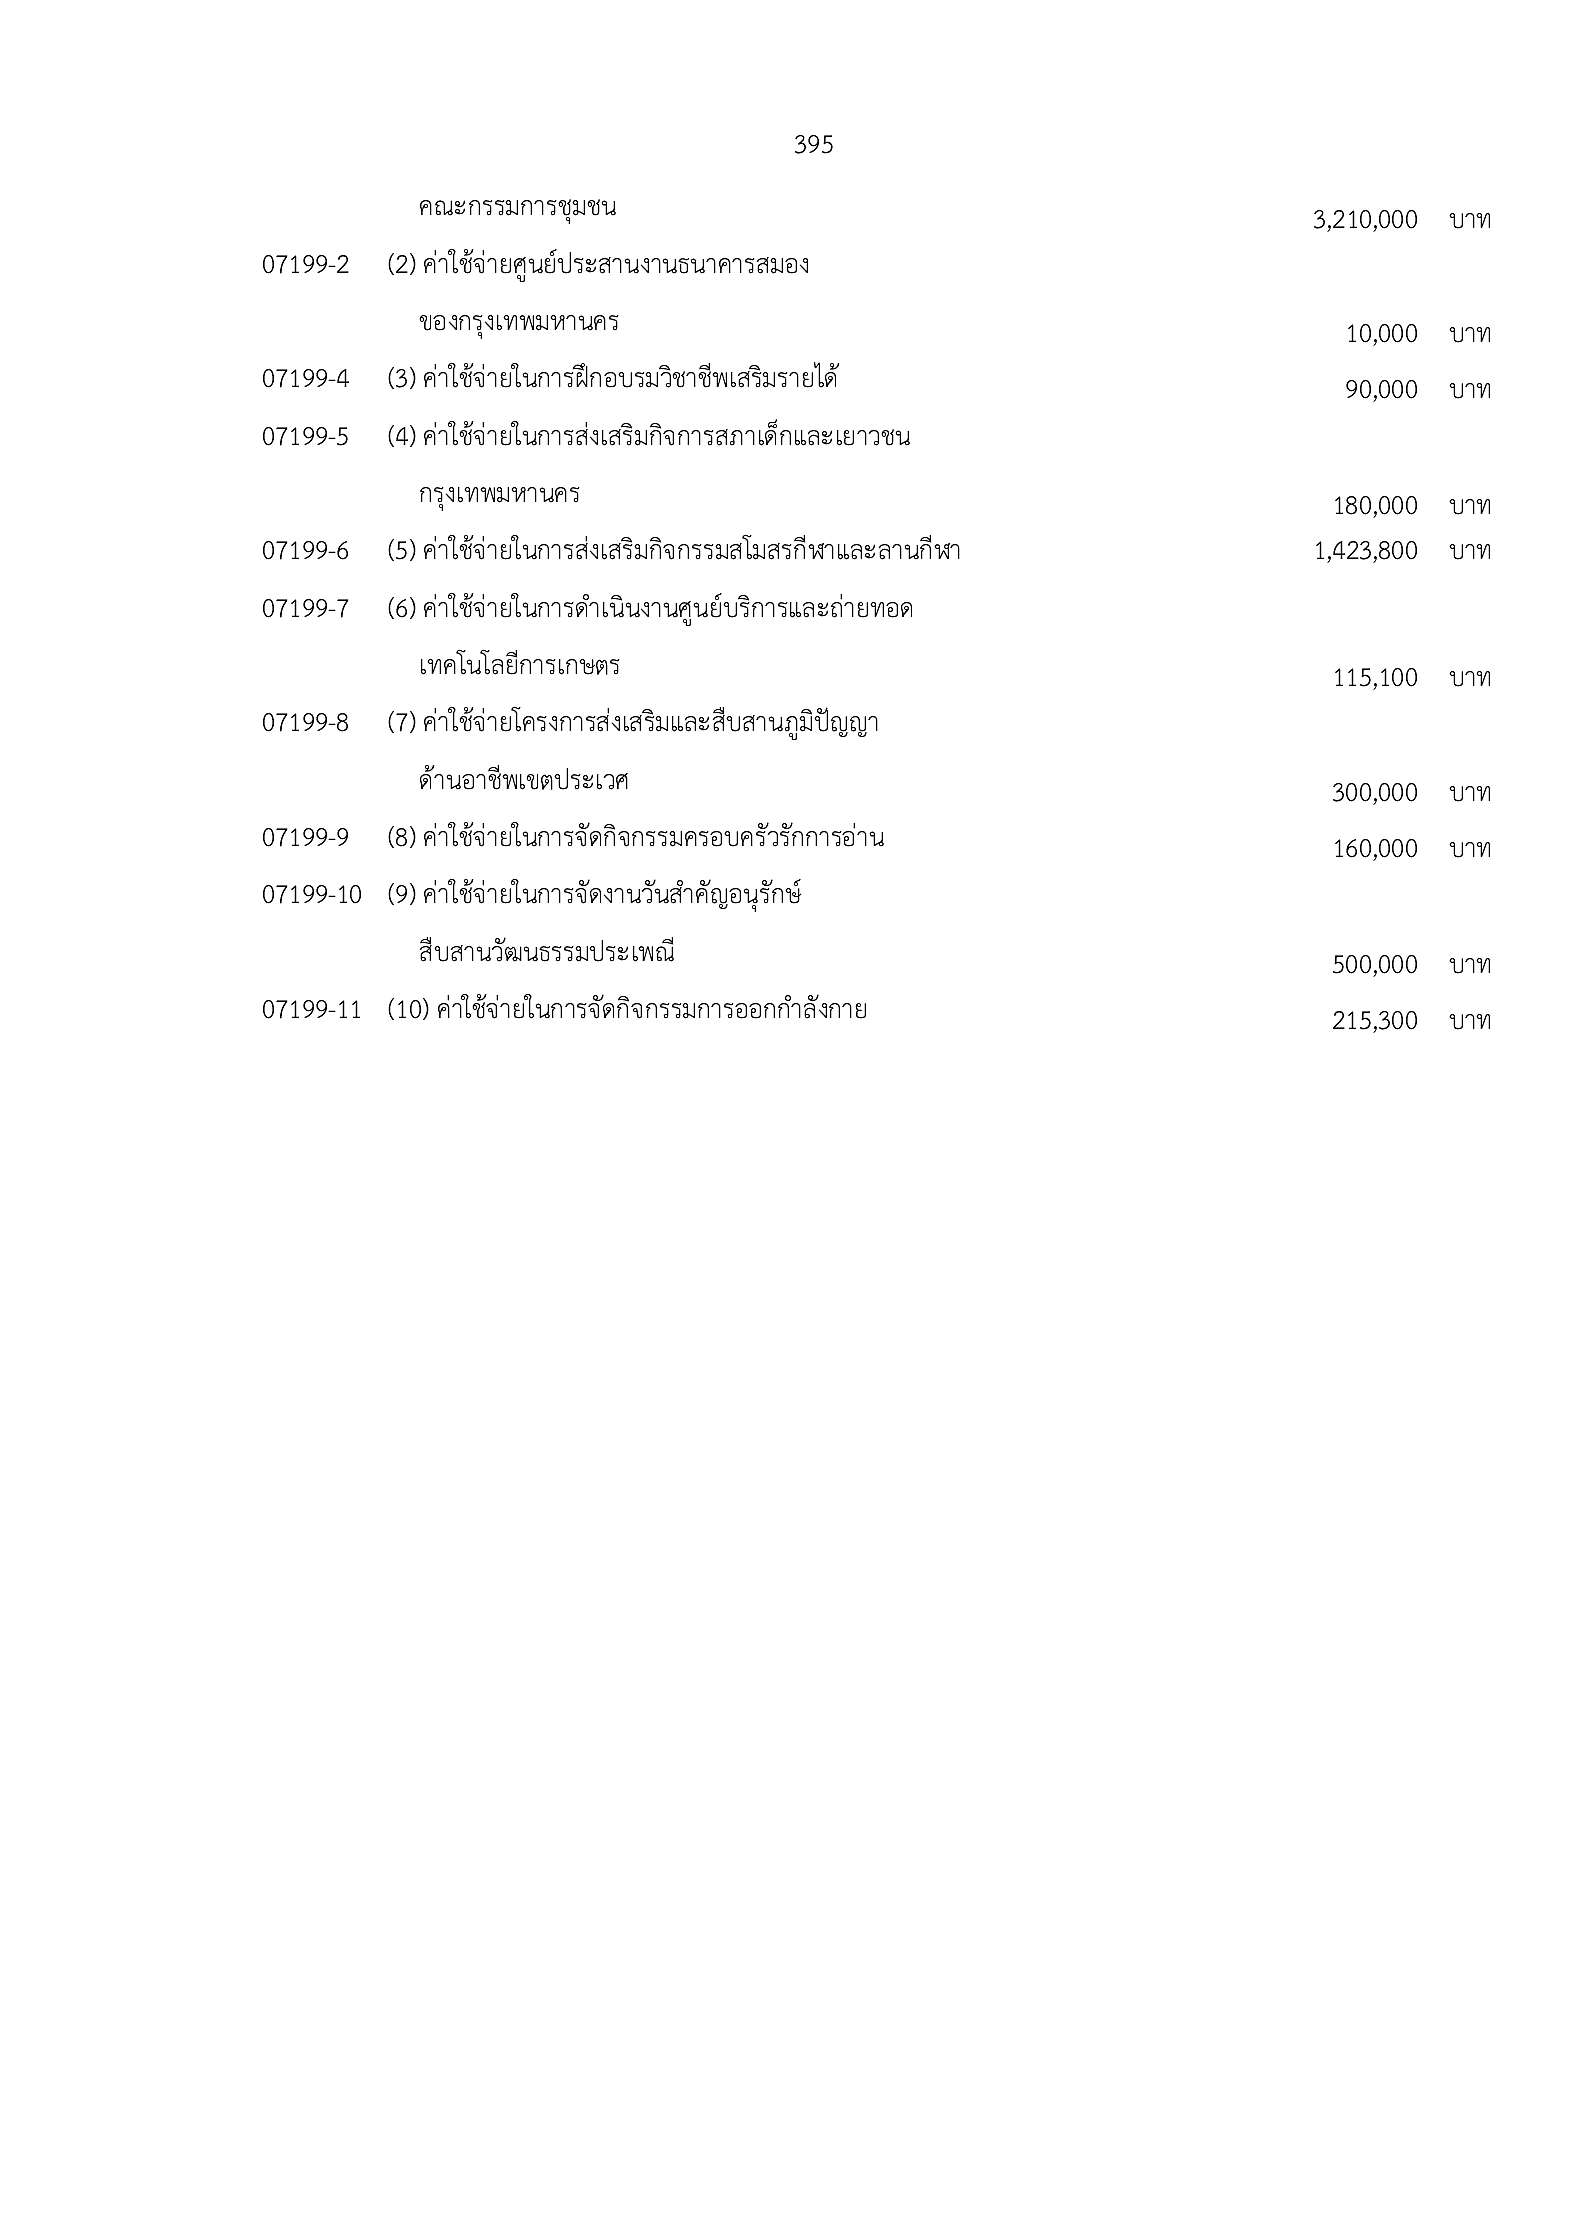 395
คณะกรรมการชุมชน 3,210,000 บาท
07199-2 (2) ค่าใช้จ่ายศูนย์ประสานงานธนาคารสมอง
ของกรุงเทพมหานคร 10,000 บาท
07199-4 (3) ค่าใช้จ่ายในการฝึกอบรมวิชาชีพเสริมรายได้ 90,000 บาท
07199-5 (4) ค่าใช้จ่ายในการส่งเสริมกิจการสภาเด็กและเยาวชน
กรุงเทพมหานคร 180,000 บาท
07199-6 (5) ค่าใช้จ่ายในการส่งเสริมกิจกรรมสโมสรกีฬาและลานกีฬา 1,423,800 บาท
07199-7 (6) ค่าใช้จ่ายในการดำเนินงานศูนย์บริการและถ่ายทอด
เทคโนโลยีการเกษตร 115,100 บาท
07199-8 (7) ค่าใช้จ่ายโครงการส่งเสริมและสืบสานภูมิปัญญา
ด้านอาชีพเขตประเวศ 300,000 บาท
07199-9 (8) ค่าใช้จ่ายในการจัดกิจกรรมครอบครัวรักการอ่าน 160,000 บาท
07199-10 (9) ค่าใช้จ่ายในการจัดงานวันสำคัญอนุรักษ์
สืบสานวัฒนธรรมประเพณี 500,000 บาท
07199-11 (10) ค่าใช้จ่ายในการจัดกิจกรรมการออกกำลังกาย 215,300 บาท